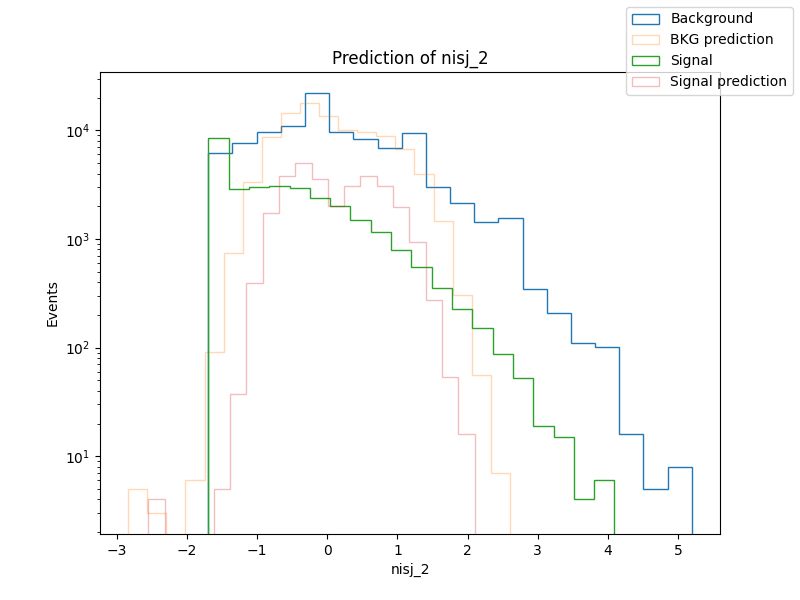 Prediction of nisj_2
Background
BKG prediction
Signal
Signal prediction
10⁴
10³
10²
10¹
Events
−3 −2 −1 0 1 2 3 4 5
nisj_2